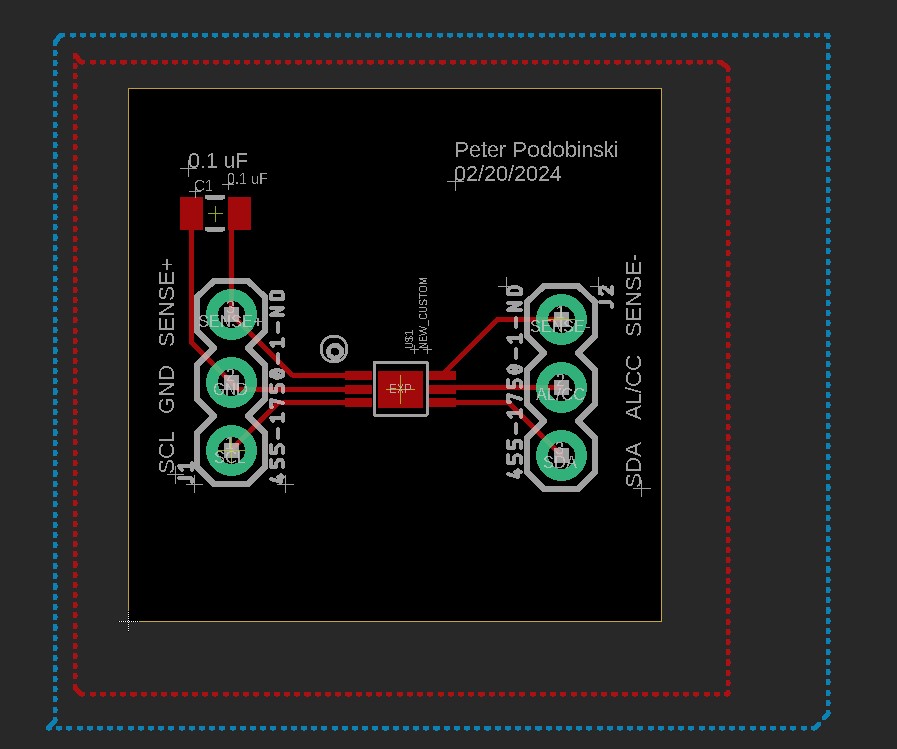 Peter Podobinski
02/20/2024
0.1 uF
0.1 uF
C1
SENSE+
GND
SCL
J1
SENSE+
GND
SCL
455-1750-1-ND
U$1
NEW_CUSTOM
EXP
455-1750-1-ND
SENSE-
AL/CC
SDA
J2
SENSE-
AL/CC
SDA